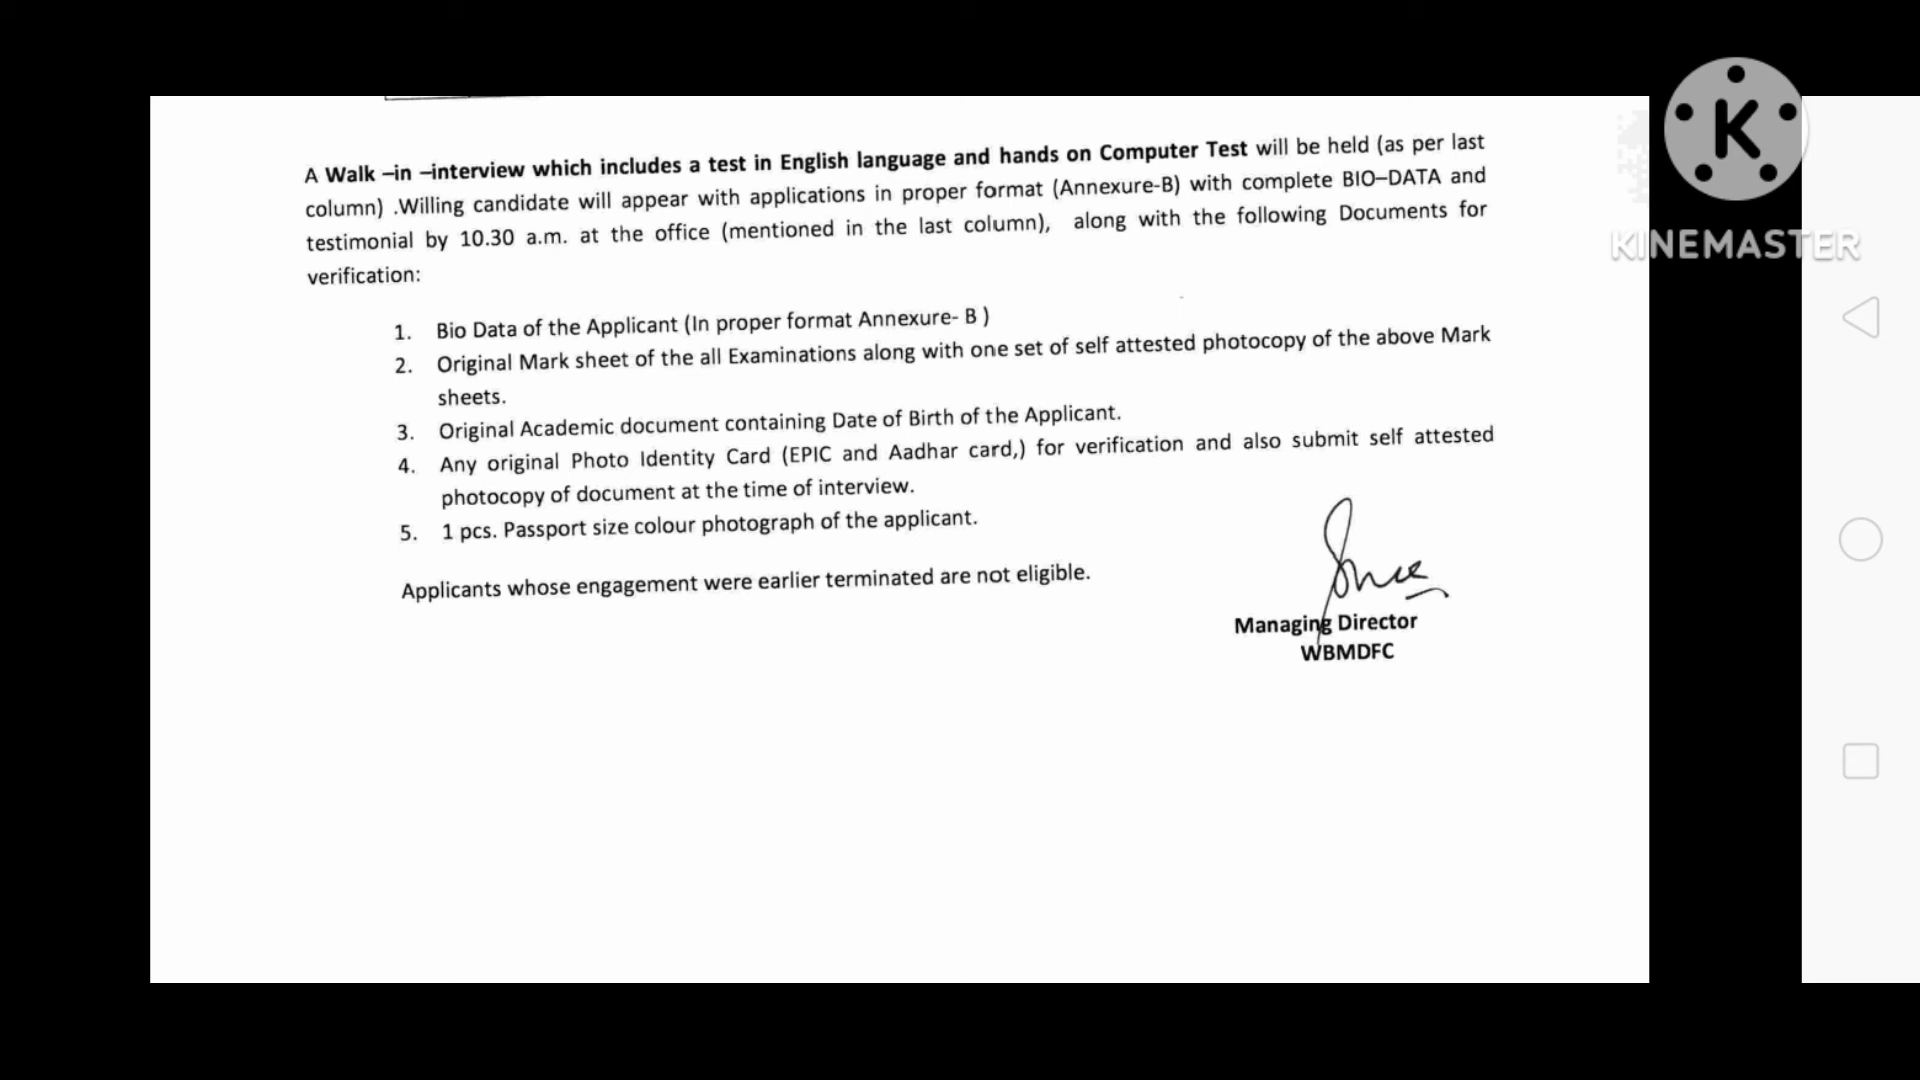 A Walk –in –interview which includes a test in English language and hands on Computer Test will be held (as per last
column) .Willing candidate will appear with applications in proper format (Annexure-B) with complete BIO–DATA and
testimonial by 10.30 a.m. at the office (mentioned in the last column), along with the following Documents for
verification:
1. Bio Data of the Applicant (In proper format Annexure- B )
2. Original Mark sheet of the all Examinations along with one set of self attested photocopy of the above Mark
sheets.
3. Original Academic document containing Date of Birth of the Applicant.
4. Any original Photo Identity Card (EPIC and Aadhar card,) for verification and also submit self attested
photocopy of document at the time of interview.
5. 1 pcs. Passport size colour photograph of the applicant.
Applicants whose engagement were earlier terminated are not eligible.
Managing Director
WBMDFC
K
KINEMASTER